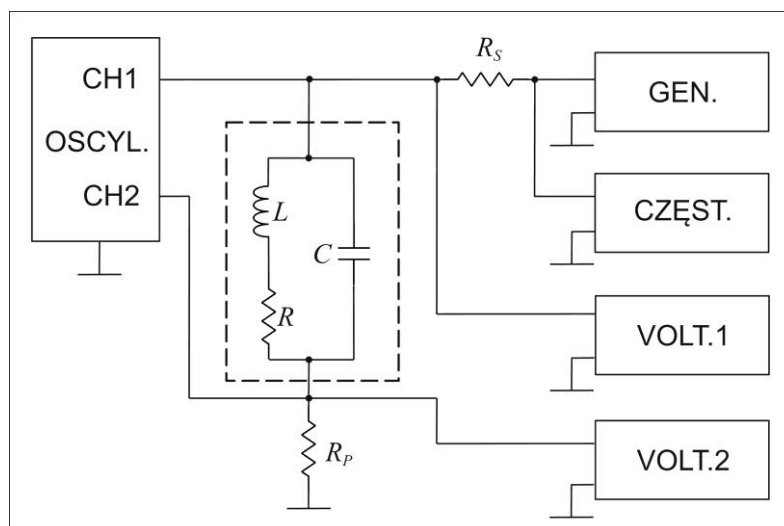 CH1
OSCYL.
CH2
L
R
C
R_P
R_S
GEN.
CZĘST.
VOLT.1
VOLT.2